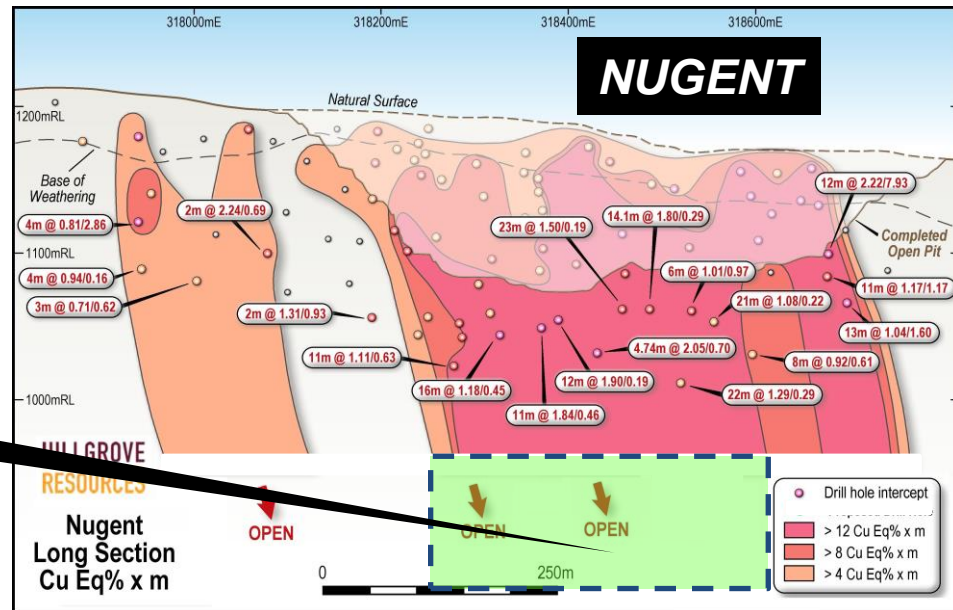 318000mE
318200mE
318400mE
318600mE
NUGENT
Natural Surface
1200mRL
Base of
Weathering
12m @ 2.22/7.93
4m @ 0.81/2.86
2m @ 2.24/0.69
14.1m @ 1.80/0.29
23m @ 1.50/0.19
Completed
Open Pit
1100mRL
4m @ 0.94/0.16
6m @ 1.01/0.97
11m @ 1.17/1.17
3m @ 0.71/0.62
21m @ 1.08/0.22
2m @ 1.31/0.93
13m @ 1.04/1.60
11m @ 1.11/0.63
4.74m @ 2.05/0.70
8m @ 0.92/0.61
16m @ 1.18/0.45
12m @ 1.90/0.19
22m @ 1.29/0.29
1000mRL
11m @ 1.84/0.46
HILLGROVE
RESOURCES
Nugent
Long Section
Cu Eq% x m
OPEN
OPEN
OPEN
0
250m
Drill hole intercept
> 12 Cu Eq% x m
> 8 Cu Eq% x m
> 4 Cu Eq% x m